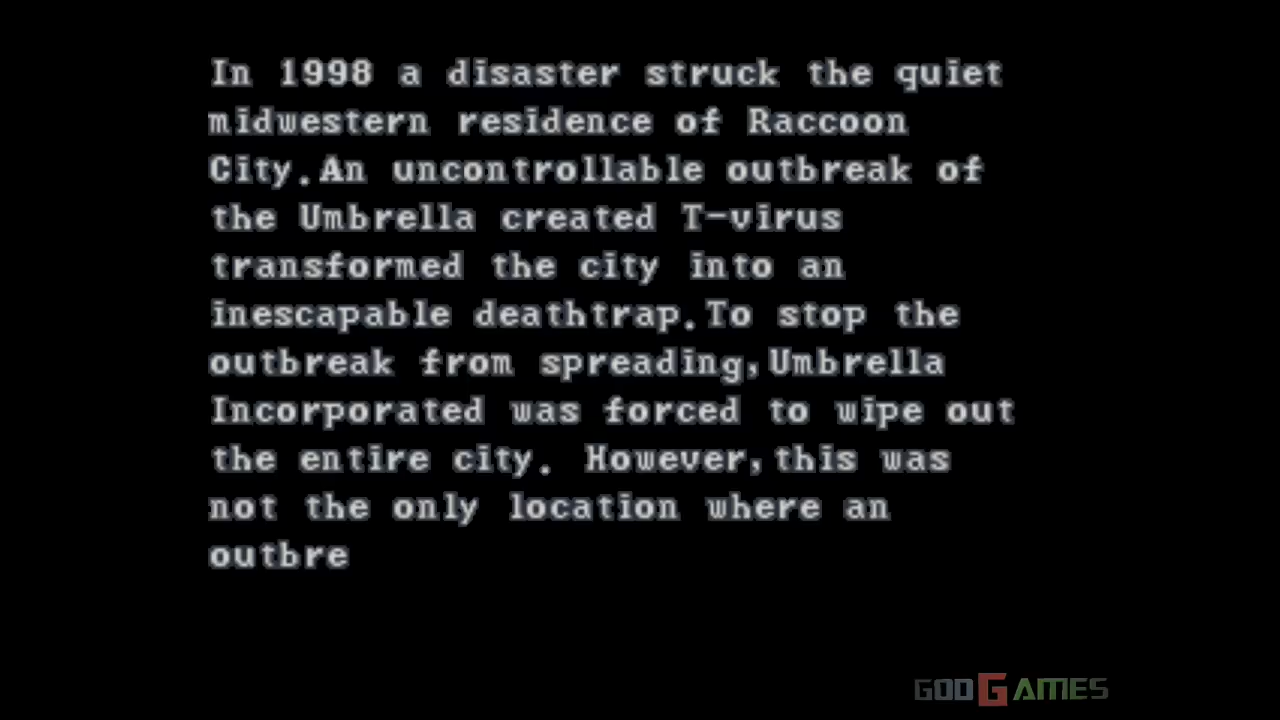 In 1998 a disaster struck the quiet
midwestern residence of Raccoon
City.An uncontrollable outbreak of
the Umbrella created T-virus
transformed the city into an
inescapable deathtrap.To stop the
outbreak from spreading,Umbrella
Incorporated was forced to wipe out
the entire city. However,this was
not the only location where an
outbre
GODGAMES